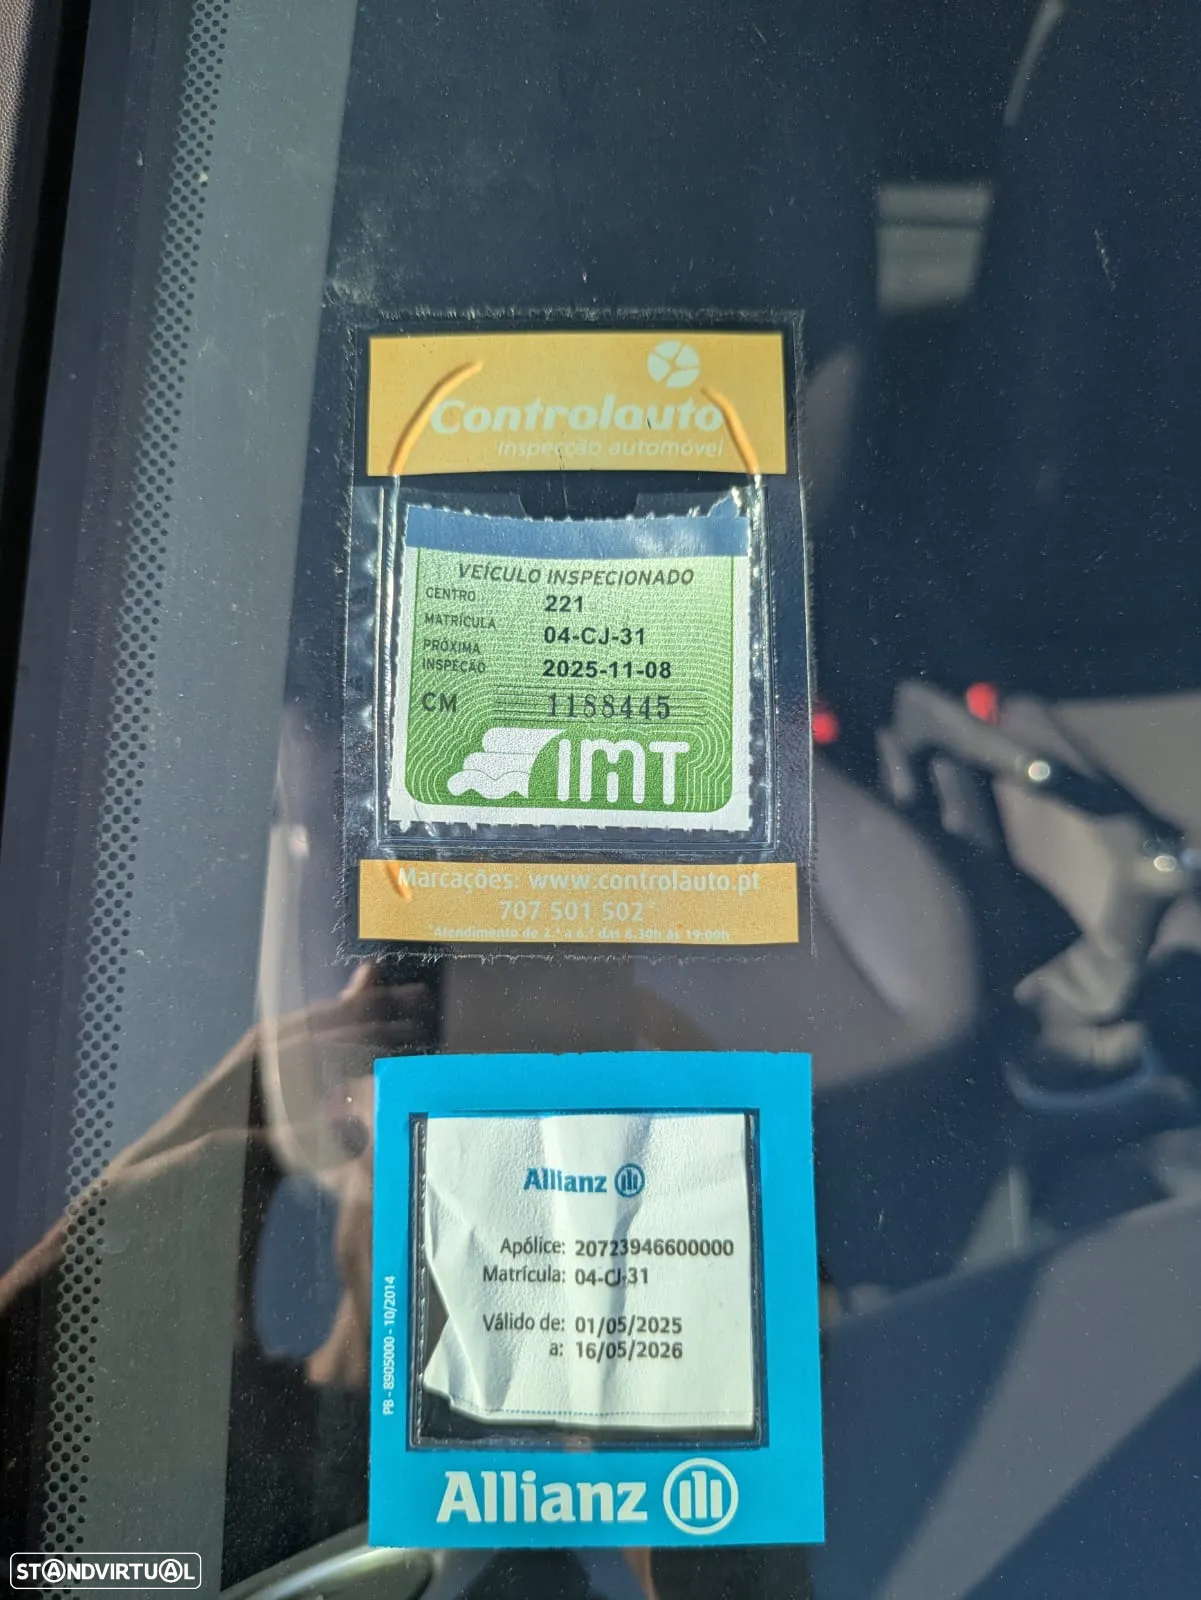 Controlauto
Inspecção automóvel
VEÍCULO INSPECIONADO
CENTRO 221
MATRÍCULA 04-CJ-31
PRÓXIMA
INSPEÇÃO 2025-11-08
CM 1188445
IMT
Marcações: www.controlauto.pt
707 501 502*
*Atendimento de 2.ª a 6.ª das 8.30h às 19:00h
Allianz
Apólice: 20723946600000
Matrícula: 04-CJ-31
Válido de: 01/05/2025
a: 16/05/2026
PB - 8905000 - 10/2014
Allianz
STANDVIRTUAL